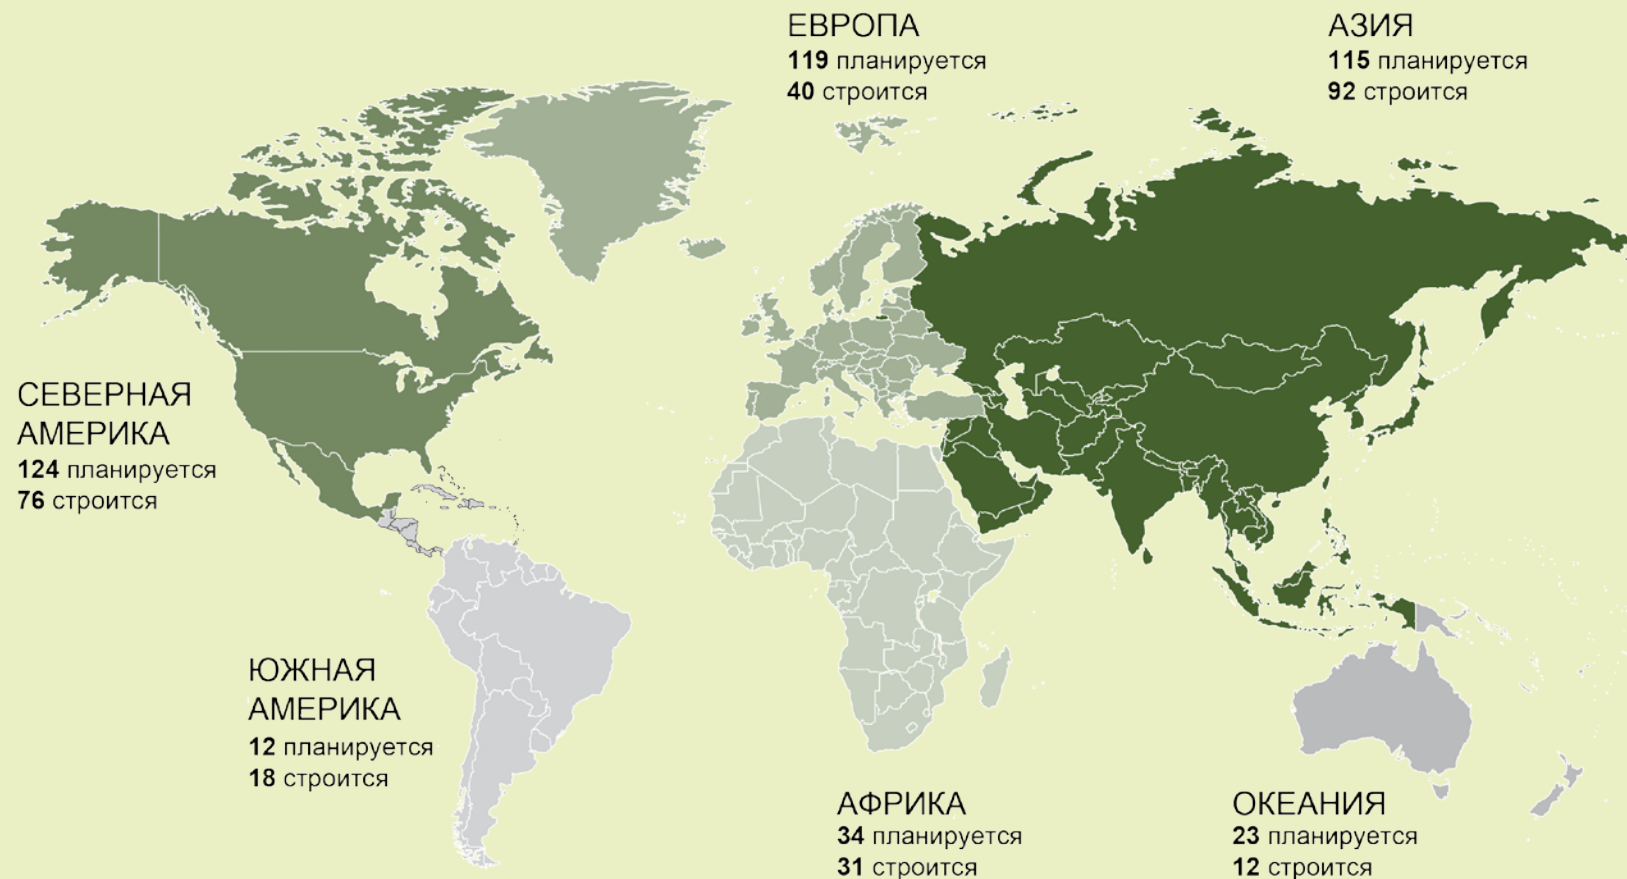 ЕВРОПА
119 планируется
40 строится
АЗИЯ
115 планируется
92 строится
СЕВЕРНАЯ
АМЕРИКА
124 планируется
76 строится
ЮЖНАЯ
АМЕРИКА
12 планируется
18 строится
АФРИКА
34 планируется
31 строится
ОКЕАНИЯ
23 планируется
12 строится